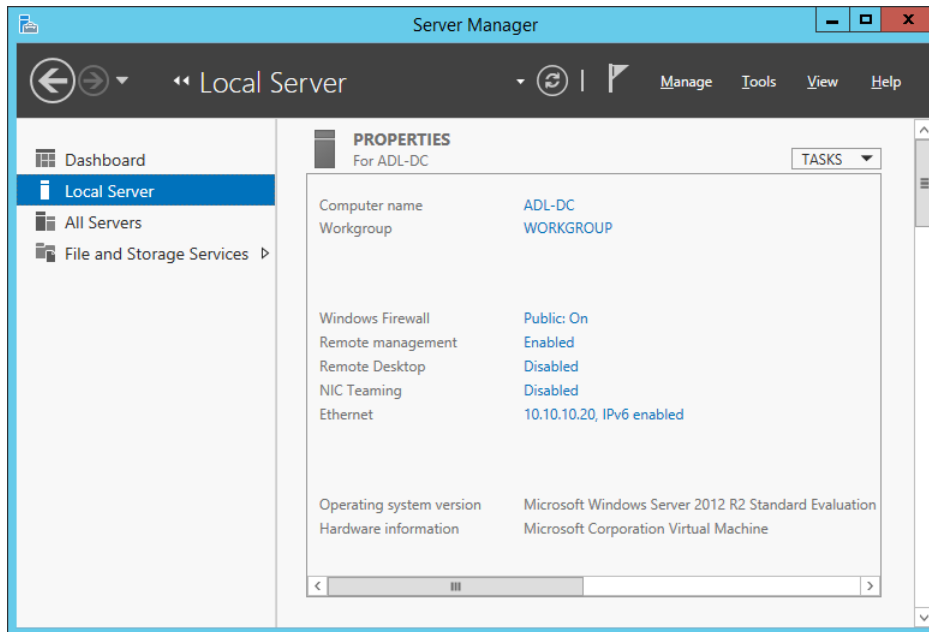 Server Manager
Local Server
Manage Tools View Help
Dashboard
Local Server
All Servers
File and Storage Services
PROPERTIES
For ADL-DC
TASKS
Computer name ADL-DC
Workgroup WORKGROUP
Windows Firewall Public: On
Remote management Enabled
Remote Desktop Disabled
NIC Teaming Disabled
Ethernet 10.10.10.20, IPv6 enabled
Operating system version Microsoft Windows Server 2012 R2 Standard Evaluation
Hardware information Microsoft Corporation Virtual Machine